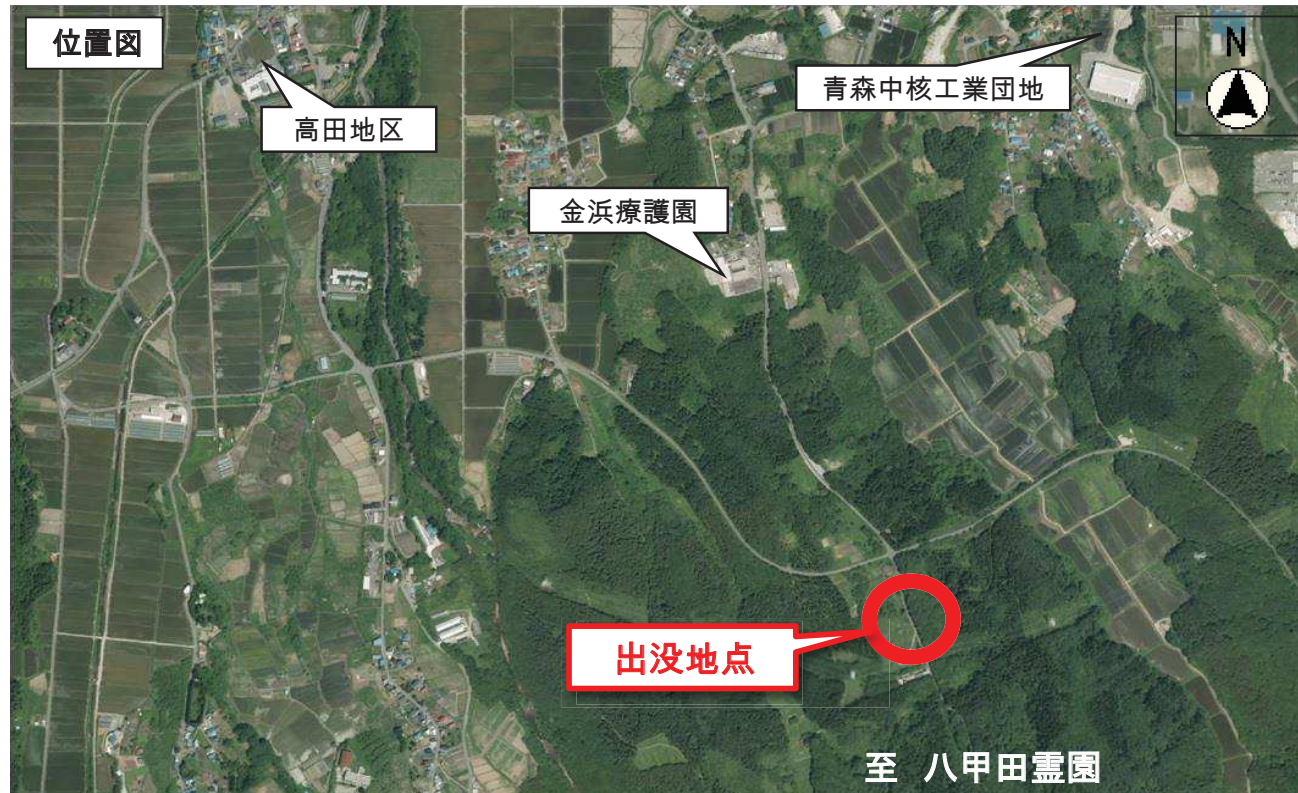 位置図
N
青森中核工業団地
高田地区
金浜療護園
出没地点
至 八甲田霊園